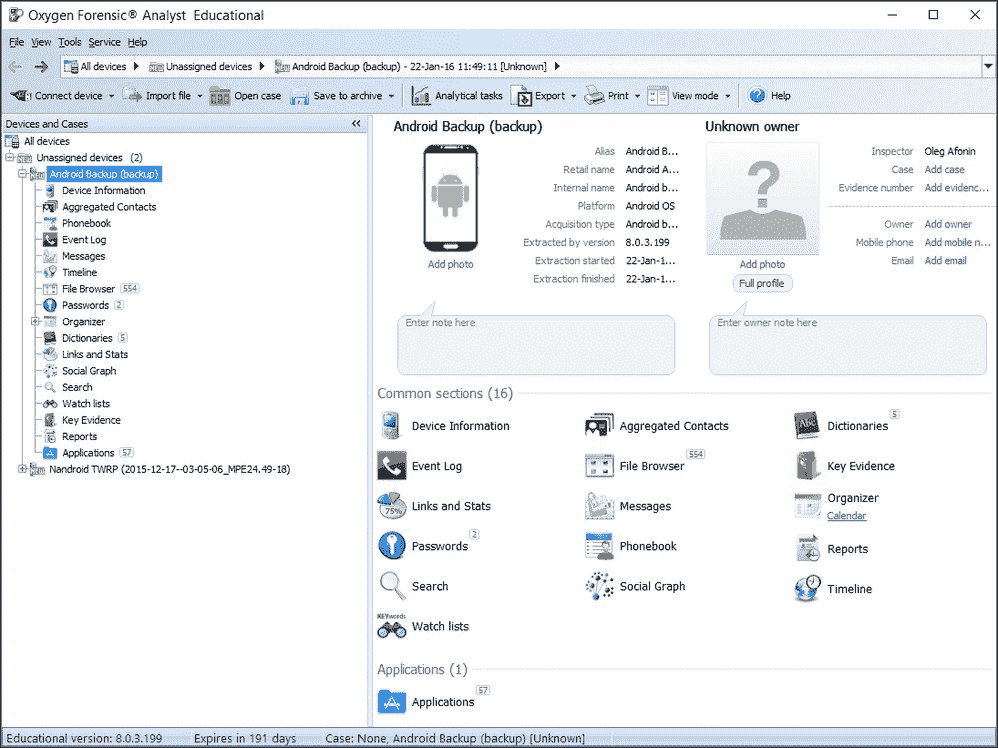 Oxygen Forensic® Analyst Educational
File View Tools Service Help
All devices Unassigned devices Android Backup (backup) - 22-Jan-16 11:49:11 [Unknown]
Connect device Import file Open case Save to archive Analytical tasks Export Print View mode Help
Devices and Cases
All devices
Unassigned devices (2)
Android Backup (backup)
Device Information
Aggregated Contacts
Phonebook
Event Log
Messages
Timeline
File Browser 554
Passwords 2
Organizer
Dictionaries 5
Links and Stats
Social Graph
Search
Watch lists
Key Evidence
Reports
Applications 57
Nandroid TWRP (2015-12-17--03-05-06_MPE24.49-18)
Android Backup (backup)
Add photo
Alias Android B...
Retail name Android A...
Internal name Android b...
Platform Android OS
Acquisition type Android b...
Extracted by version 8.0.3.199
Extraction started 22-Jan-1...
Extraction finished 22-Jan-1...
Enter note here
Unknown owner
?
Add photo
Full profile
Inspector Oleg Afonin
Case Add case
Evidence number Add evidenc...
Owner Add owner
Mobile phone Add mobile n...
Email Add email
Enter owner note here
Common sections (16)
Device Information Aggregated Contacts Abc Dictionaries 5
Event Log File Browser 554 Key Evidence
75% Links and Stats Messages Organizer
Calendar
Passwords 2 Phonebook Reports
Search Social Graph Timeline
KEYwords
Watch lists
Applications (1)
Applications 57
Educational version: 8.0.3.199 Expires in 191 days Case: None, Android Backup (backup) [Unknown]